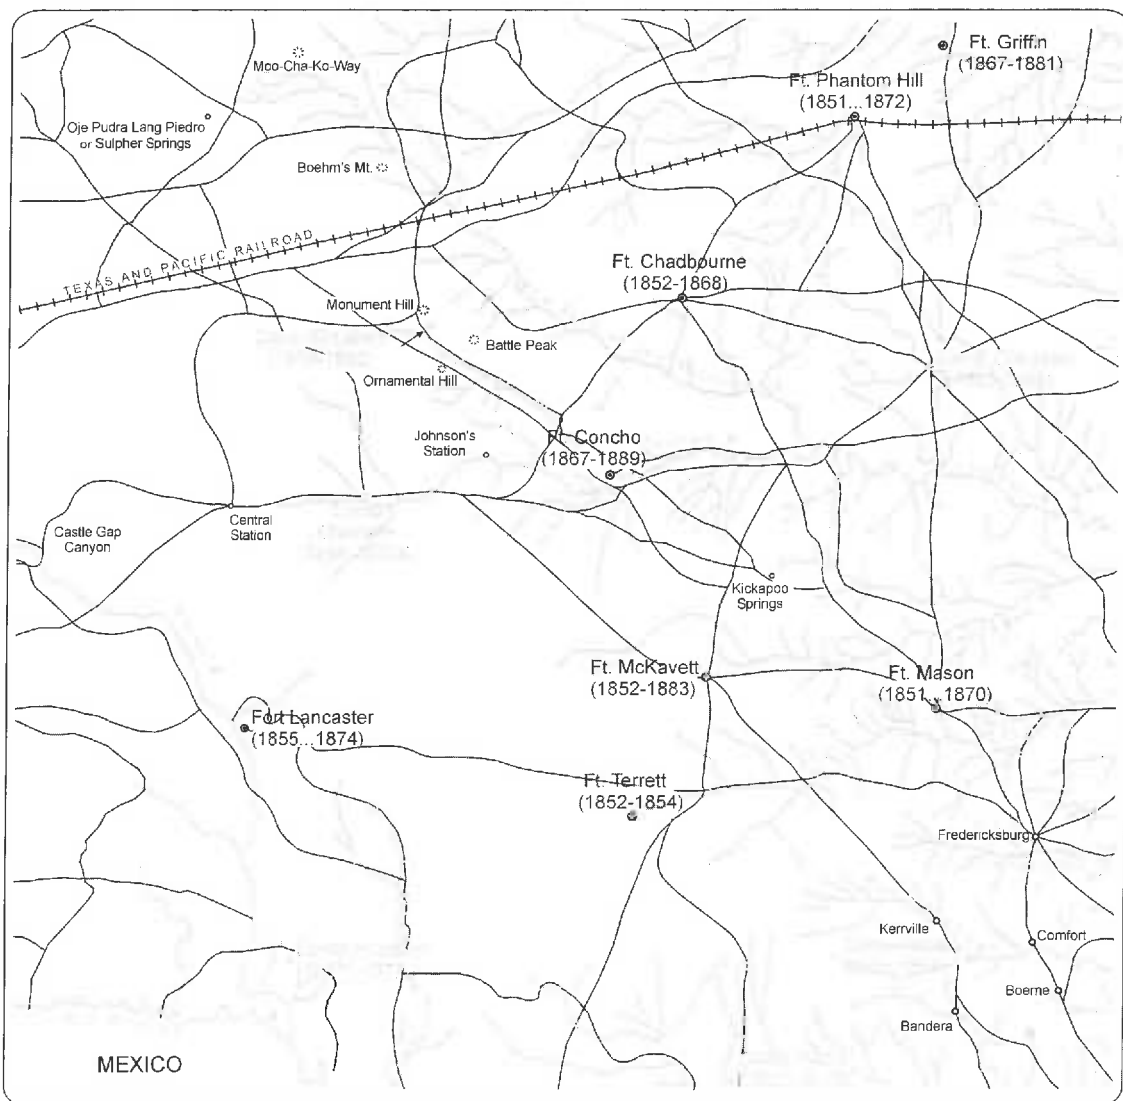 Moo-Cha-Ko-Way
Ft. Griffin
(1867-1881)
Ft. Phantom Hill
(1851...1872)
Oje Pudra Lang Piedro
or Sulpher Springs
Boehm's Mt.
TEXAS AND PACIFIC RAILROAD
Ft. Chadbourne
(1852-1868)
Monument Hill
Battle Peak
Ornamental Hill
Johnson's
Station
Ft. Concho
(1867-1889)
Castle Gap
Canyon
Central
Station
Kickapoo
Springs
Ft. McKavett
(1852-1883)
Ft. Mason
(1851...1870)
Fort Lancaster
(1855...1874)
Ft. Terrett
(1852-1854)
Fredericksburg
Kerrville
Comfort
Boerne
Bandera
MEXICO